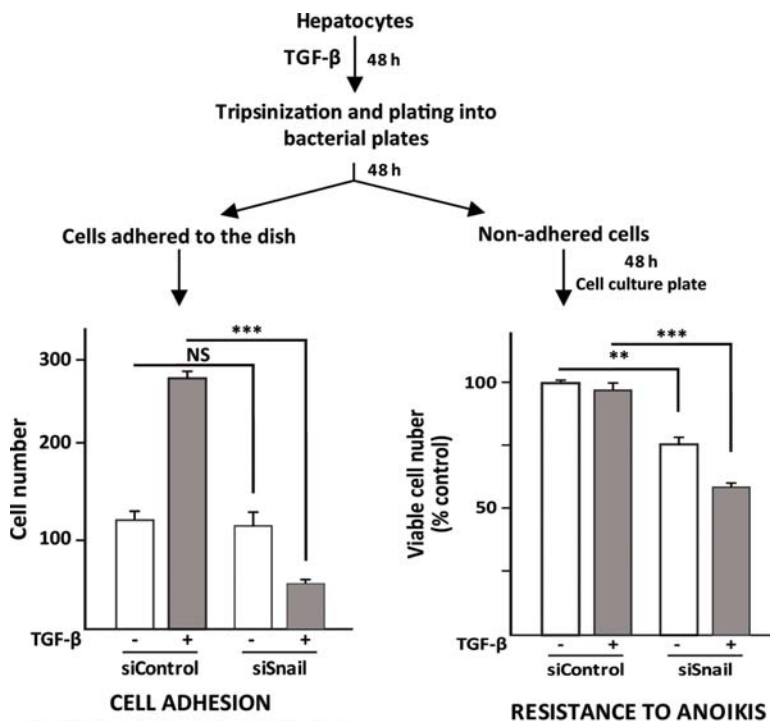 Hepatocytes
TGF-β 48 h
Tripsinization and plating into
bacterial plates
48 h
Cells adhered to the dish
Non-adhered cells
48 h
Cell culture plate
Cell number
300
200
100
***
NS
TGF-β - + - +
siControl siSnail
CELL ADHESION
Viable cell nuber
(% control)
100
50
***
**
TGF-β - + - +
siControl siSnail
RESISTANCE TO ANOIKIS